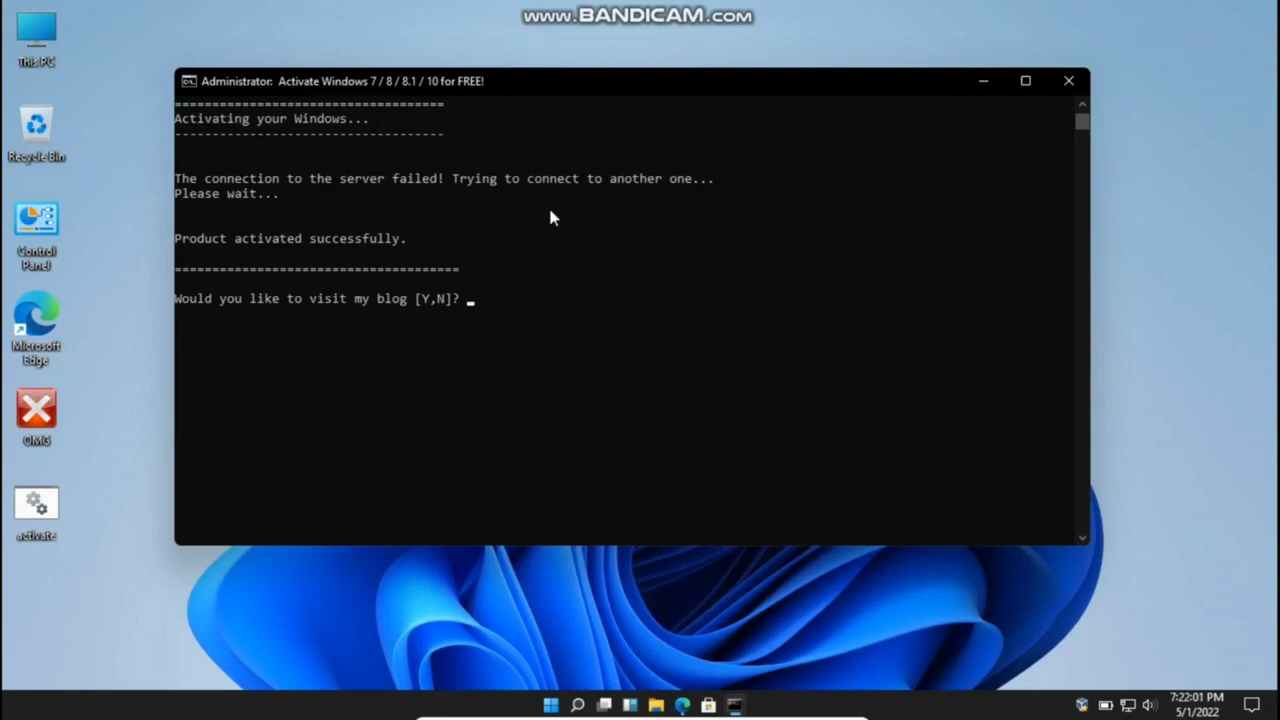 www.BANDICAM.com
This PC
Recycle Bin
Control
Panel
Microsoft
Edge
OMG
activate
Administrator:  Activate Windows 7 / 8 / 8.1 / 10 for FREE!
====================================
Activating your Windows...
------------------------------------
The connection to the server failed! Trying to connect to another one...
Please wait...
Product activated successfully.
======================================
Would you like to visit my blog [Y,N]? _
7:22:01 PM
5/1/2022